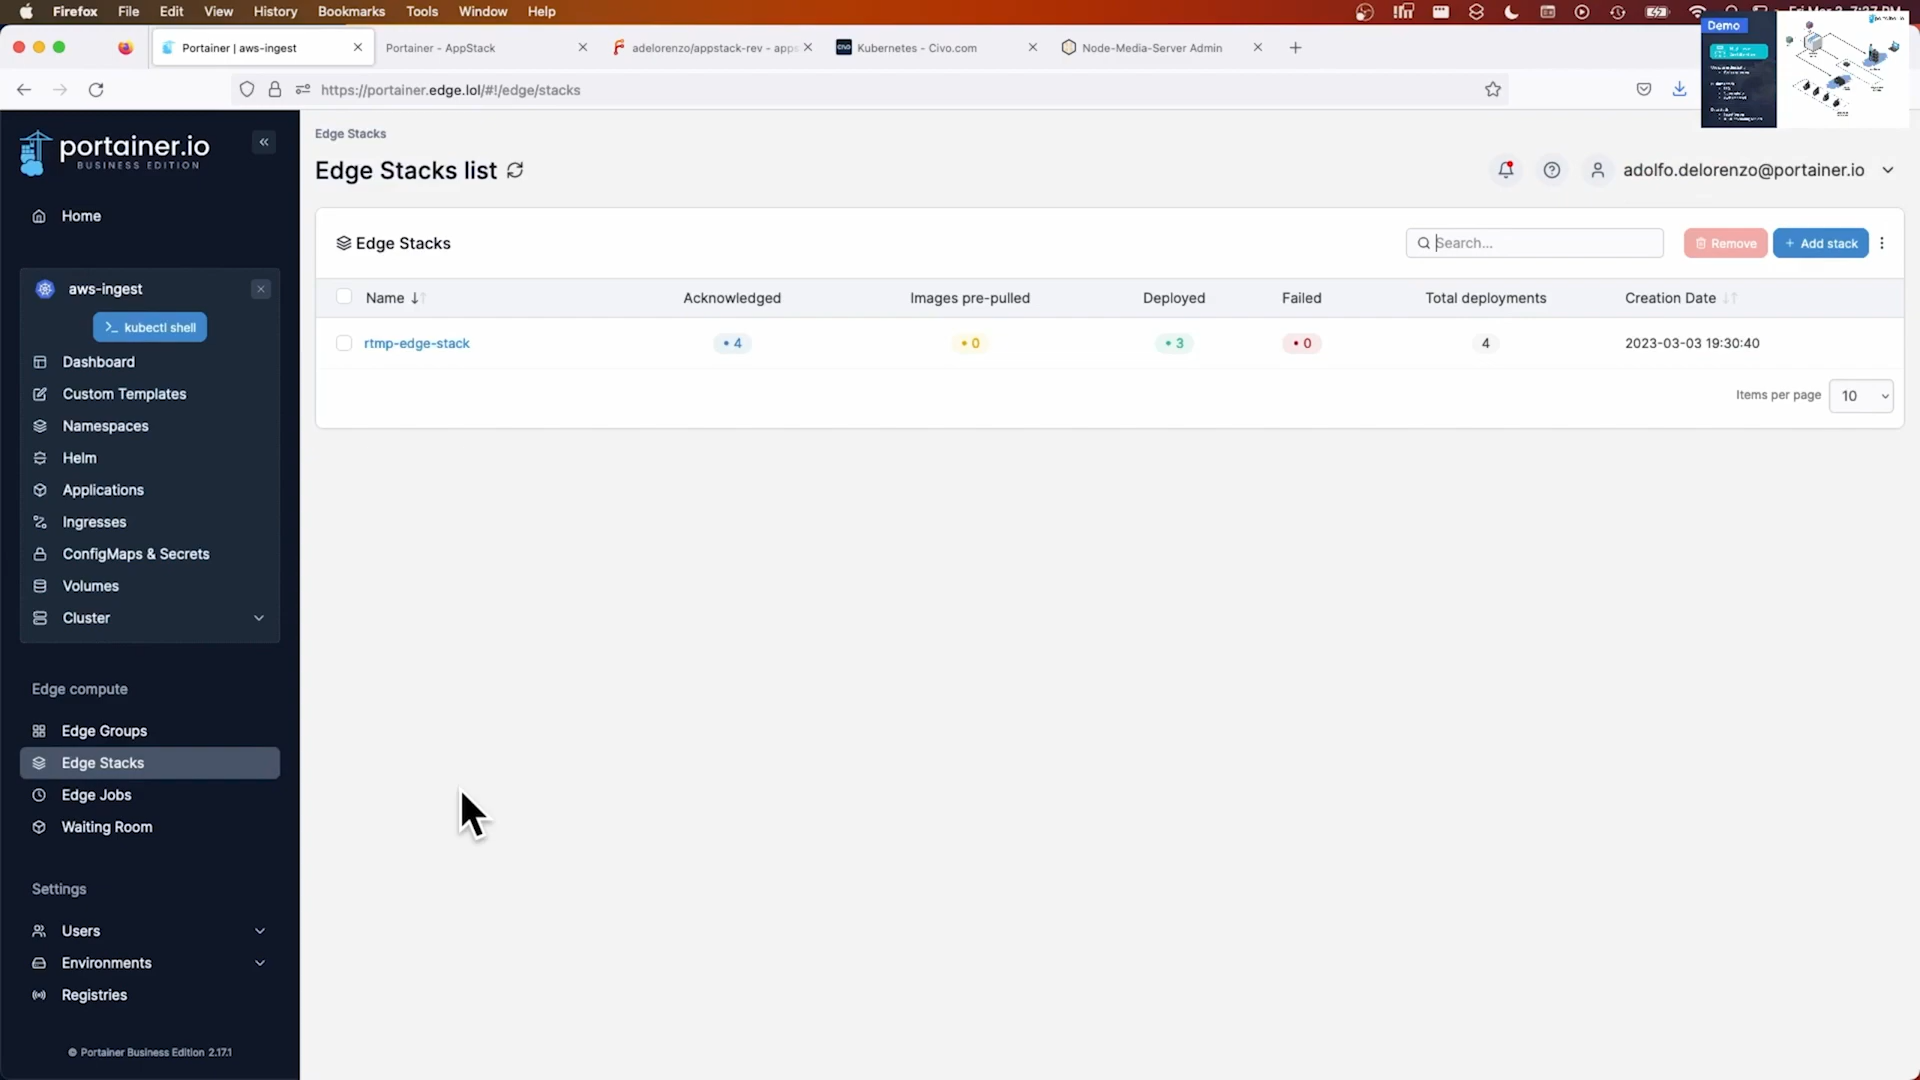 Firefox File Edit View History Bookmarks Tools Window Help
Portainer | aws-ingest
Portainer - AppStack
adelorenzo/appstack-rev - apps
Kubernetes - Civo.com
Node-Media-Server Admin
https://portainer.edge.lol/#!/edge/stacks
Demo
portainer.io
BUSINESS EDITION
Home
aws-ingest
>_ kubectl shell
Dashboard
Custom Templates
Namespaces
Helm
Applications
Ingresses
ConfigMaps & Secrets
Volumes
Cluster
Edge compute
Edge Groups
Edge Stacks
Edge Jobs
Waiting Room
Settings
Users
Environments
Registries
© Portainer Business Edition 2.17.1
Edge Stacks
Edge Stacks list
adolfo.delorenzo@portainer.io
Edge Stacks
Search...
Remove
+ Add stack
Name Acknowledged Images pre-pulled Deployed Failed Total deployments Creation Date
rtmp-edge-stack 4 0 3 0 4 2023-03-03 19:30:40
Items per page 10